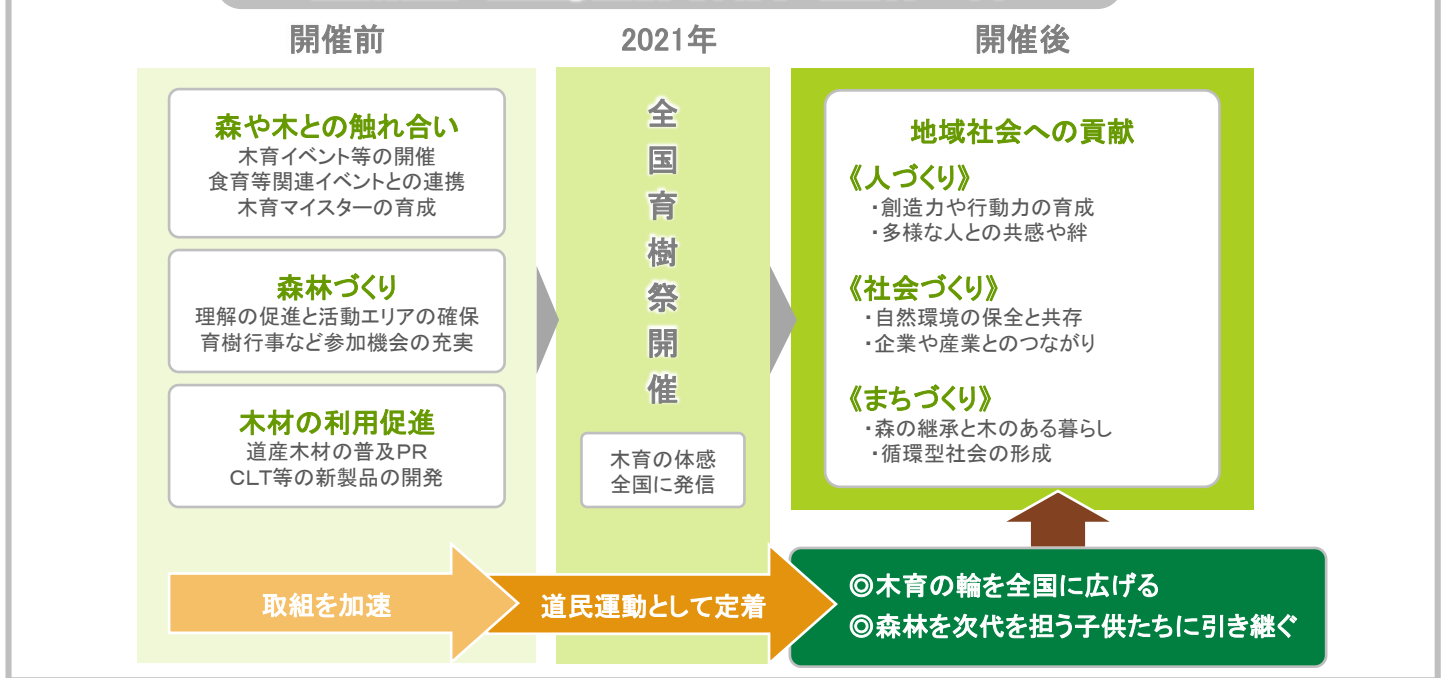 開催前
森や木との触れ合い
木育イベント等の開催
食育等関連イベントとの連携
木育マイスターの育成
森林づくり
理解の促進と活動エリアの確保
育樹行事など参加機会の充実
木材の利用促進
道産木材の普及PR
CLT等の新製品の開発
取組を加速
2021年
全国育樹祭開催
木育の体感
全国に発信
道民運動として定着
開催後
地域社会への貢献
《人づくり》
・創造力や行動力の育成
・多様な人との共感や絆
《社会づくり》
・自然環境の保全と共存
・企業や産業とのつながり
《まちづくり》
・森の継承と木のある暮らし
・循環型社会の形成
◎木育の輪を全国に広げる
◎森林を次代を担う子供たちに引き継ぐ